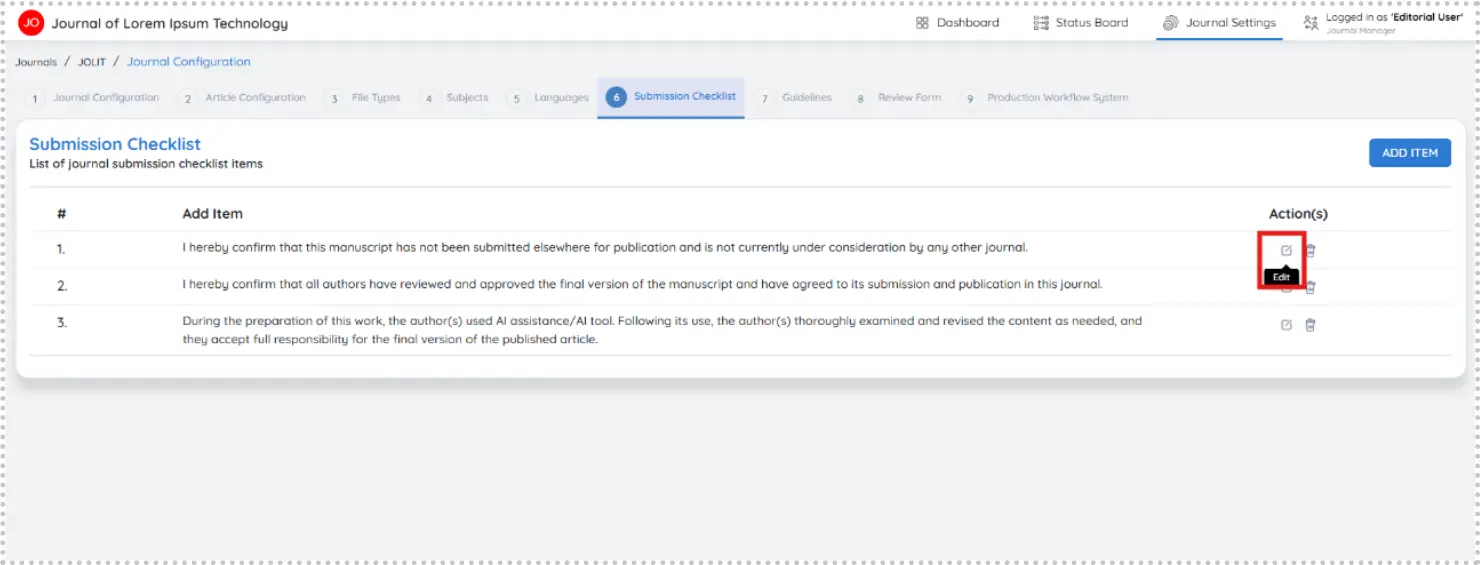 JO Journal of Lorem Ipsum Technology Dashboard Status Board Journal Settings Logged in as 'Editorial User'
Journal Manager
Journals / JOLIT / Journal Configuration
1 Journal Configuration 2 Article Configuration 3 File Types 4 Subjects 5 Languages 6 Submission Checklist 7 Guidelines 8 Review Form 9 Production Workflow System
Submission Checklist
List of journal submission checklist items
ADD ITEM
# Add Item Action(s)
1. I hereby confirm that this manuscript has not been submitted elsewhere for publication and is not currently under consideration by any other journal.
Edit
2. I hereby confirm that all authors have reviewed and approved the final version of the manuscript and have agreed to its submission and publication in this journal.
3. During the preparation of this work, the author(s) used AI assistance/AI tool. Following its use, the author(s) thoroughly examined and revised the content as needed, and
they accept full responsibility for the final version of the published article.